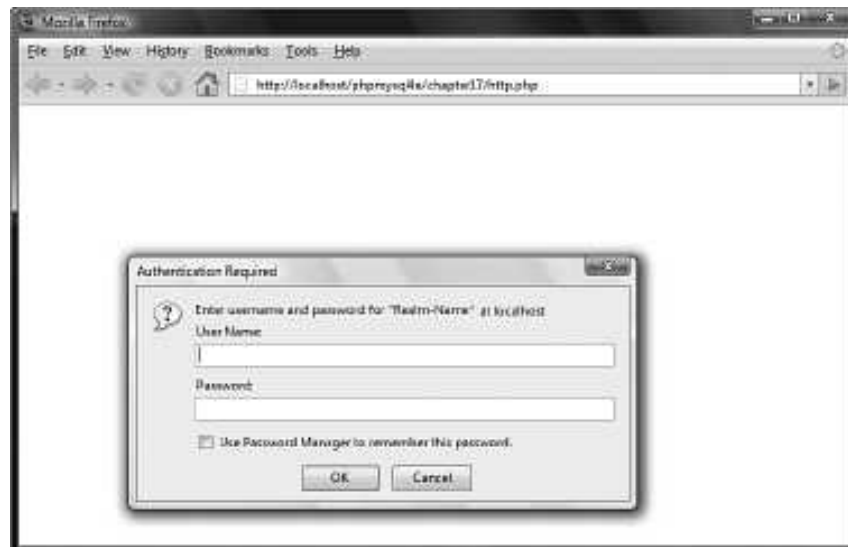 Mozilla Firefox
File Edit View History Bookmarks Tools Help
http://localhost/phpmysql4e/chapter17/http.php
Authentication Required
Enter username and password for "Realm-Name" at localhost
User Name:
Password:
Use Password Manager to remember this password.
OK Cancel